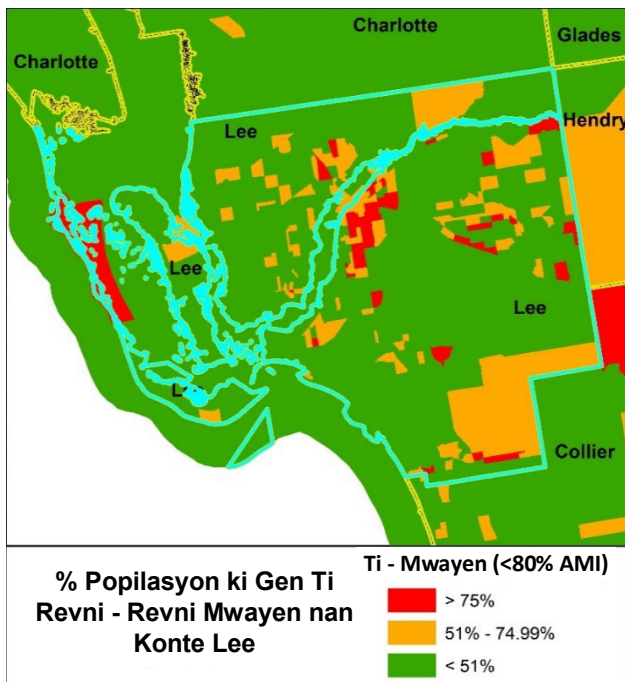 Charlotte
Glades
Charlotte
Lee
Hendry
Lee
Lee
Lee
Collier
% Popilasyon ki Gen Ti
Revni - Revni Mwayen nan
Konte Lee
Ti - Mwayen (<80% AMI)
> 75%
51% - 74.99%
< 51%